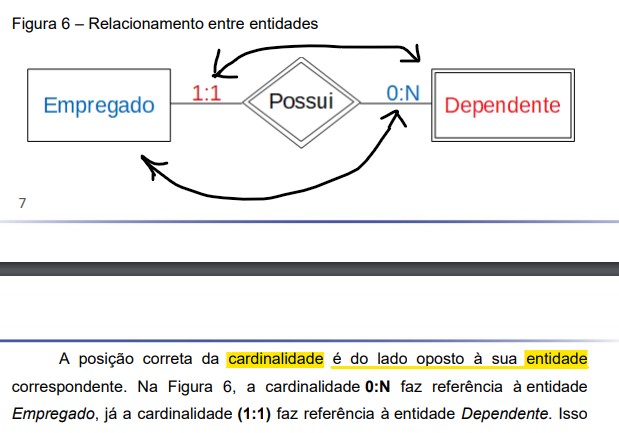 Figura 6 – Relacionamento entre entidades
Empregado 1:1 Possui 0:N Dependente
7
A posição correta da cardinalidade é do lado oposto à sua entidade
correspondente. Na Figura 6, a cardinalidade 0:N faz referência à entidade
Empregado, já a cardinalidade (1:1) faz referência à entidade Dependente. Isso